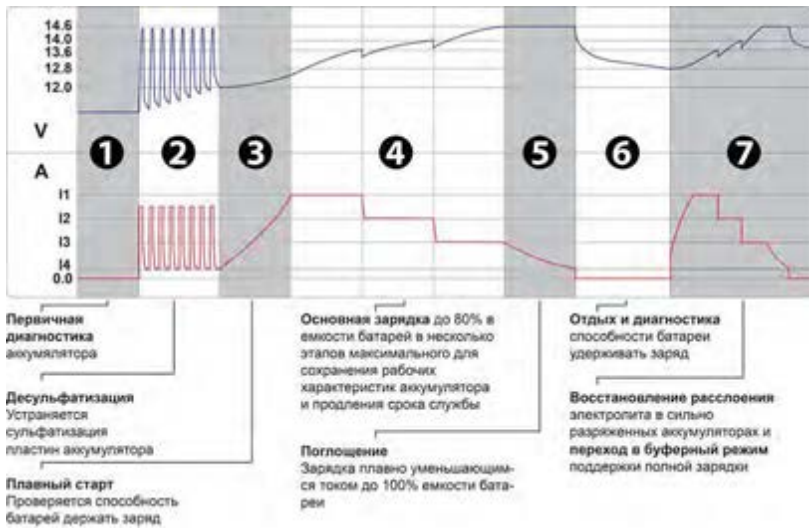 14.6
14.0
13.6
12.8
12.0
V
A
I1
I2
I3
I4
0.0
1
2
3
4
5
6
7
Первичная
диагностика
аккумялятора
Десульфатизация
Устраняется
сульфатизация
пластин аккумулятора
Плавный старт
Проверяется способность
батарей держать заряд
Основная зарядка до 80% в
емкости батарей в несколько
этапов максимального для
сохранения рабочих
характеристик аккумулятора
и продления срока службы
Поглощение
Зарядка плавно уменьшающим-
ся током до 100% емкости бата-
реи
Отдых и диагностика
способности батареи
удерживать заряд
Восстановление расслоения
электролита в сильно
разряженных аккумуляторах и
переход в буферный режим
поддержки полной зарядки